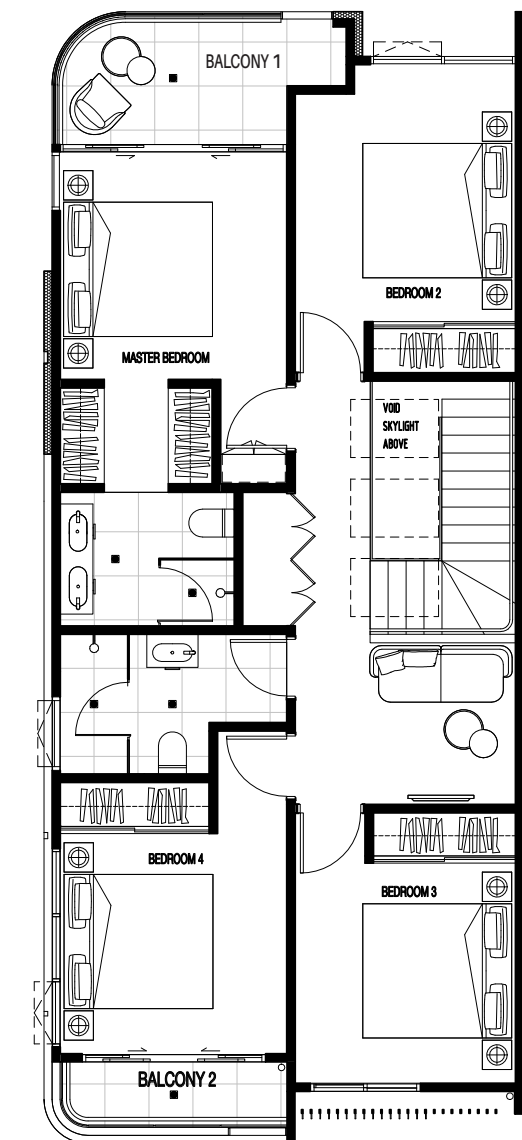 BALCONY 1
BEDROOM 2
MASTER BEDROOM
VOID
SKYLIGHT
ABOVE
BEDROOM 4
BEDROOM 3
BALCONY 2